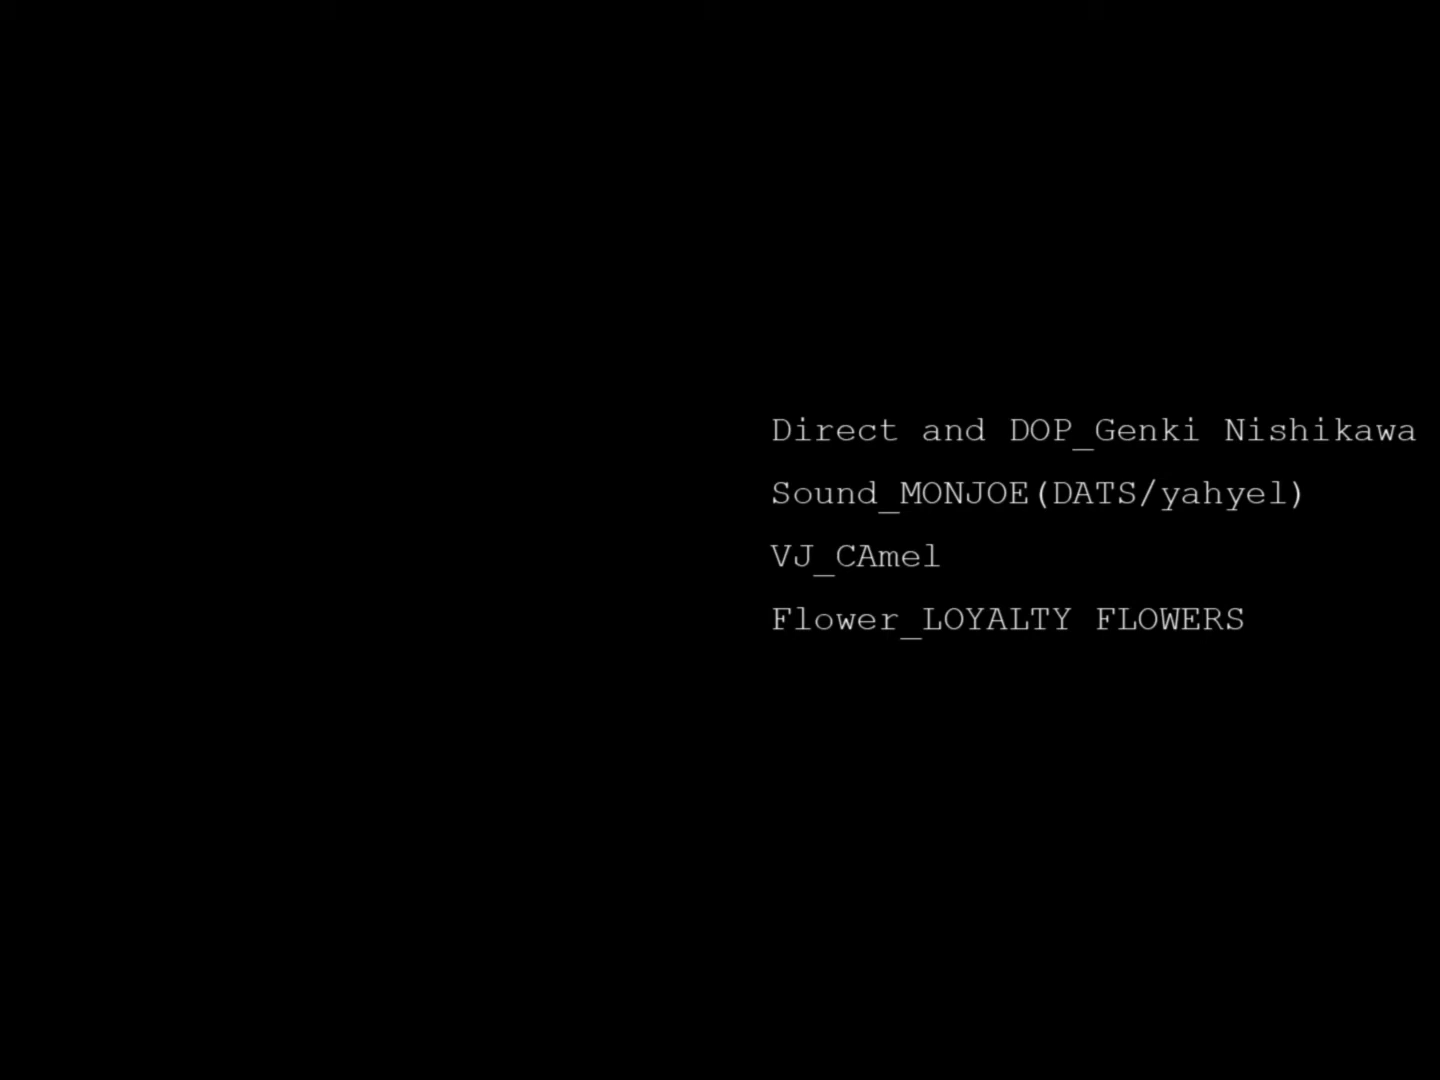 Direct and DOP_Genki Nishikawa
Sound_MONJOE(DATS/yahyel)
VJ_CAmel
Flower_LOYALTY FLOWERS